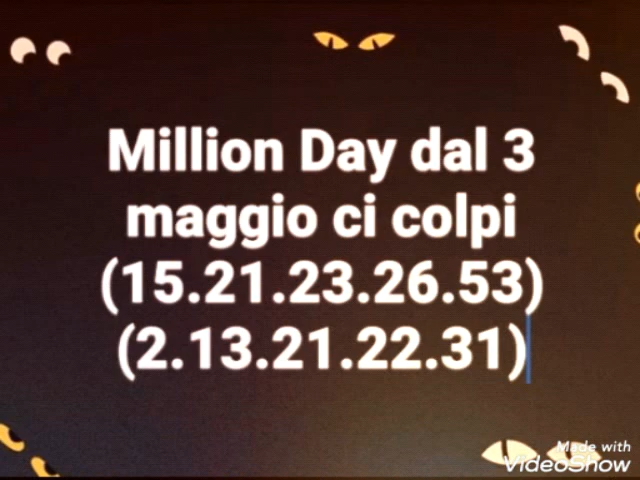 Million Day dal 3
maggio ci colpi
(15.21.23.26.53)
(2.13.21.22.31)
Made with
VideoShow